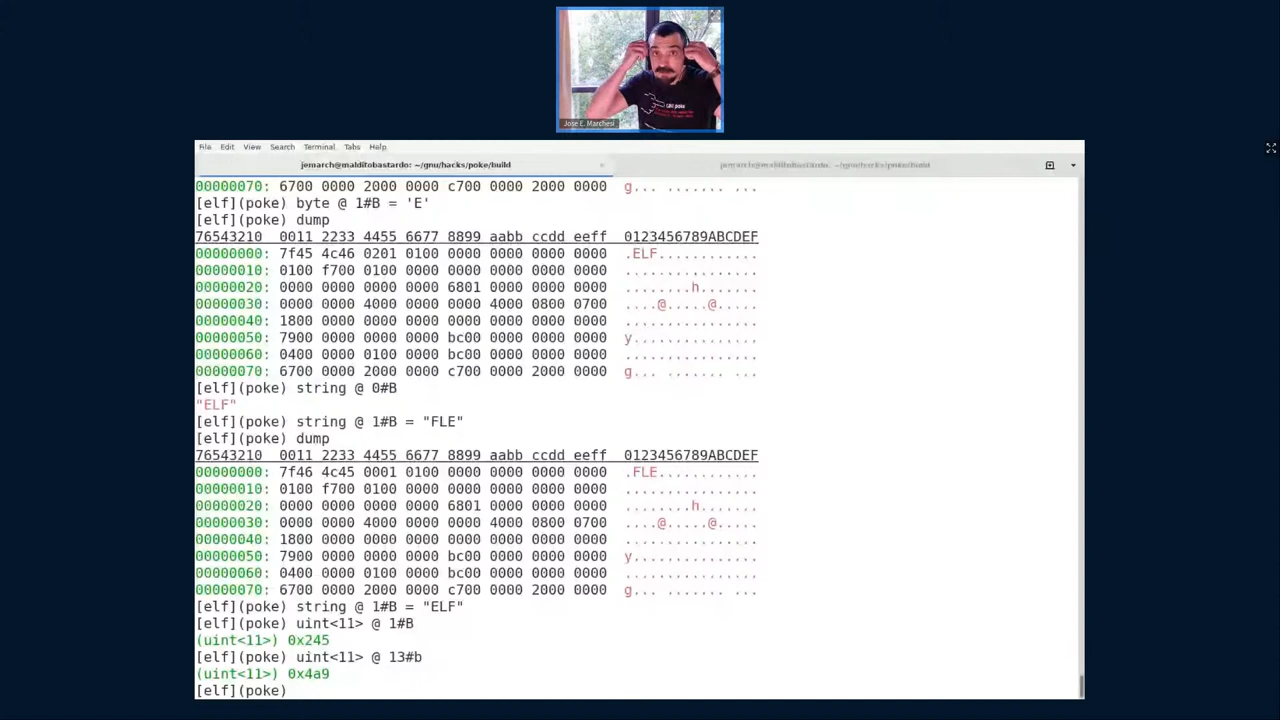 Jose E. Marchesi
File Edit View Search Terminal Tabs Help
jemarch@malditobastardo: ~/gnu/hacks/poke/build
jemarch@malditobastardo: ~/gnu/hacks/poke/build
00000070: 6700 0000 2000 0000 c700 0000 2000 0000  g... ....... ...
[elf](poke) byte @ 1#B = 'E'
[elf](poke) dump
76543210  0011 2233 4455 6677 8899 aabb ccdd eeff  0123456789ABCDEF
00000000: 7f45 4c46 0201 0100 0000 0000 0000 0000  .ELF............
00000010: 0100 f700 0100 0000 0000 0000 0000 0000  ................
00000020: 0000 0000 0000 0000 6801 0000 0000 0000  ........h.......
00000030: 0000 0000 4000 0000 0000 4000 0800 0700  ....@.....@.....
00000040: 1800 0000 0000 0000 0000 0000 0000 0000  ................
00000050: 7900 0000 0000 0000 bc00 0000 0000 0000  y...............
00000060: 0400 0000 0100 0000 bc00 0000 0000 0000  ................
00000070: 6700 0000 2000 0000 c700 0000 2000 0000  g... ....... ...
[elf](poke) string @ 0#B
"ELF"
[elf](poke) string @ 1#B = "FLE"
[elf](poke) dump
76543210  0011 2233 4455 6677 8899 aabb ccdd eeff  0123456789ABCDEF
00000000: 7f46 4c45 0001 0100 0000 0000 0000 0000  .FLE............
00000010: 0100 f700 0100 0000 0000 0000 0000 0000  ................
00000020: 0000 0000 0000 0000 6801 0000 0000 0000  ........h.......
00000030: 0000 0000 4000 0000 0000 4000 0800 0700  ....@.....@.....
00000040: 1800 0000 0000 0000 0000 0000 0000 0000  ................
00000050: 7900 0000 0000 0000 bc00 0000 0000 0000  y...............
00000060: 0400 0000 0100 0000 bc00 0000 0000 0000  ................
00000070: 6700 0000 2000 0000 c700 0000 2000 0000  g... ....... ...
[elf](poke) string @ 1#B = "ELF"
[elf](poke) uint<11> @ 1#B
(uint<11>) 0x245
[elf](poke) uint<11> @ 13#b
(uint<11>) 0x4a9
[elf](poke)